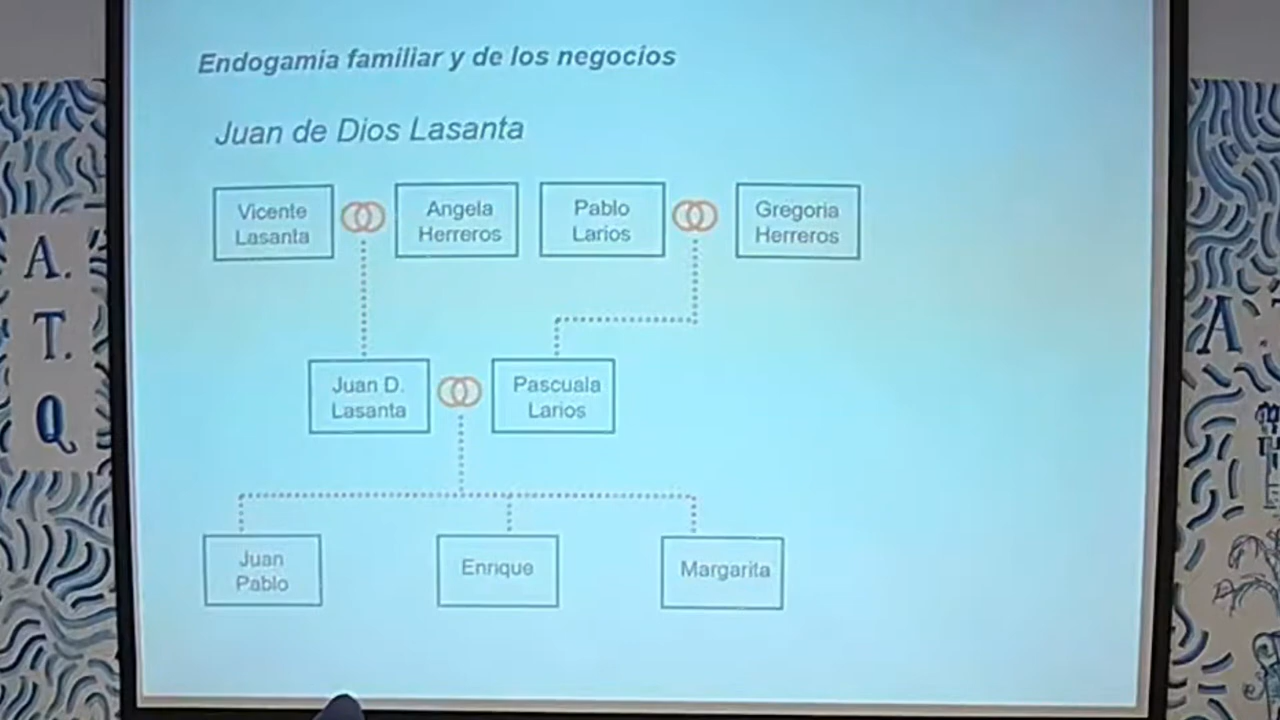 Endogamia familiar y de los negocios
Juan de Dios Lasanta
Vicente
Lasanta
Angela
Herreros
Pablo
Larios
Gregoria
Herreros
Juan D.
Lasanta
Pascuala
Larios
Juan
Pablo
Enrique
Margarita
A.
T.
Q
A.